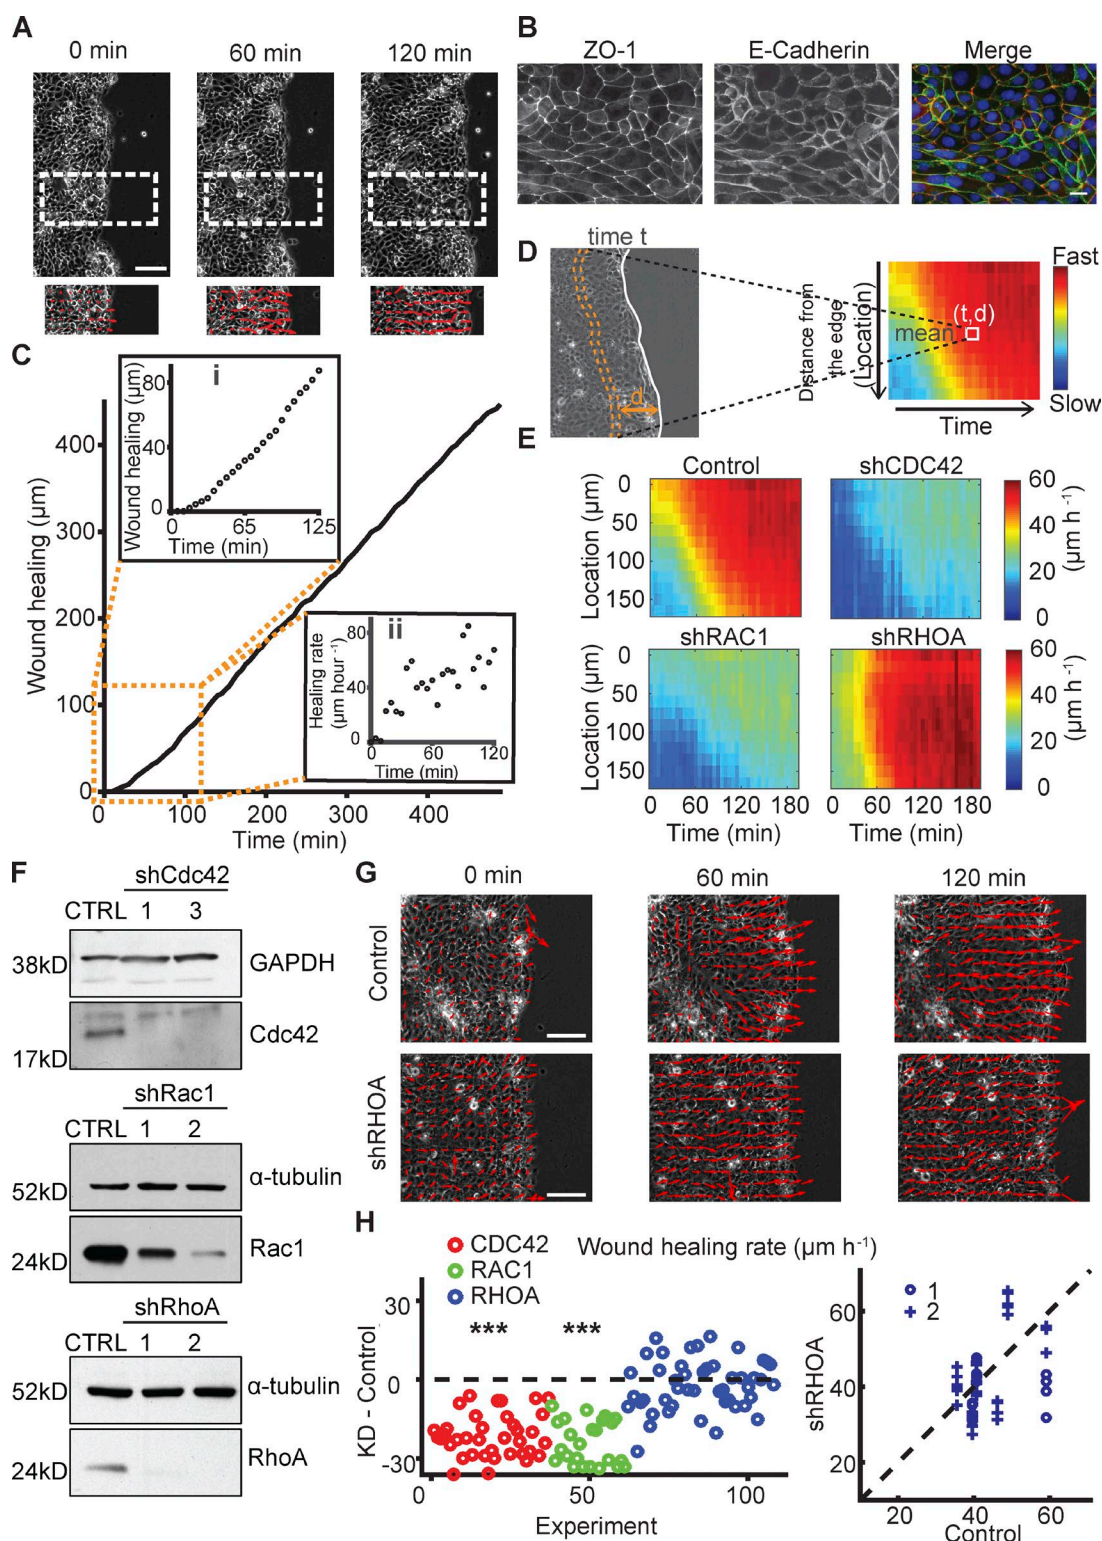 A
0 min
60 min
120 min
B
ZO-1
E-Cadherin
Merge
C
Wound healing (µm)
400
300
200
100
0
0
100
200
300
400
Time (min)
i
Wound healing (µm)
80
40
0
0
65
125
Time (min)
ii
Healing rate
(µm hour⁻¹)
80
40
0
0
60
120
Time (min)
D
time t
d
Distance from
the edge
(Location)
mean
(t,d)
Time
Fast
Slow
E
Control
shCDC42
Location (µm)
0
50
100
150
60
40
20
0
(µm h⁻¹)
shRAC1
shRHOA
Location (µm)
0
50
100
150
0
60
120
180
0
60
120
180
Time (min)
Time (min)
60
40
20
0
(µm h⁻¹)
F
shCdc42
CTRL 1 3
38kD
GAPDH
17kD
Cdc42
shRac1
CTRL 1 2
52kD
α-tubulin
24kD
Rac1
shRhoA
CTRL 1 2
52kD
α-tubulin
24kD
RhoA
G
0 min
60 min
120 min
Control
shRHOA
H
CDC42
RAC1
RHOA
Wound healing rate (µm h⁻¹)
KD - Control
30
0
-30
***
***
0
50
100
Experiment
shRHOA
60
40
20
1
2
20
40
60
Control